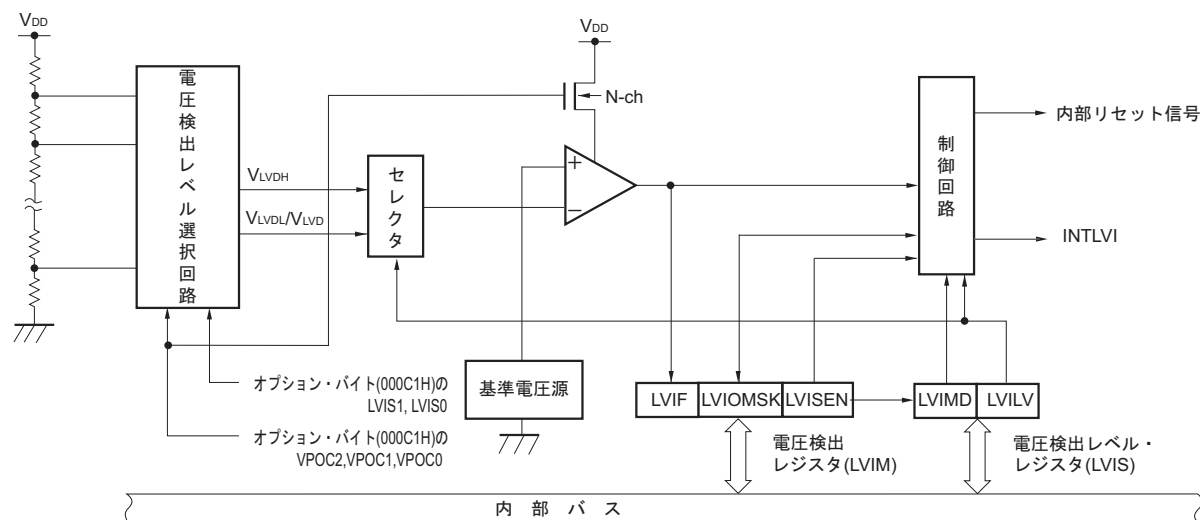 VDD
VDD
電圧検出レベル選択回路
N-ch
制御回路
内部リセット信号
VLVDH
セレクタ
+
−
VLVDL/VLVD
INTLVI
オプション・バイト(000C1H)の
LVIS1, LVIS0
基準電圧源
LVIF
LVIOMSK
LVISEN
LVIMD
LVILV
オプション・バイト(000C1H)の
VPOC2,VPOC1,VPOC0
電圧検出
レジスタ(LVIM)
電圧検出レベル・
レジスタ(LVIS)
内部バス